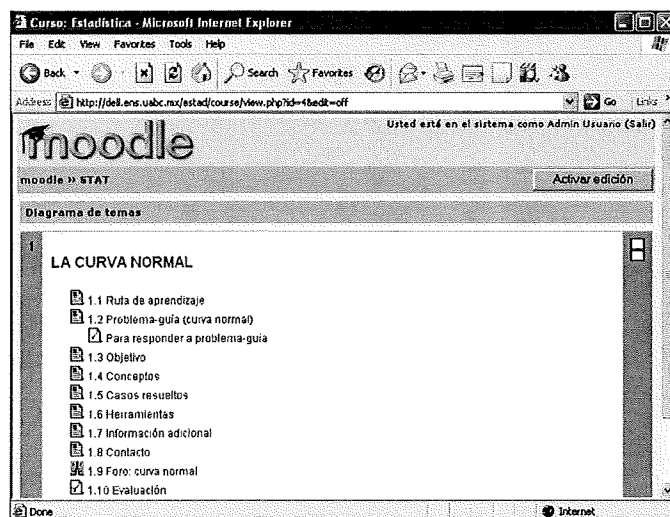 Curso: Estadística - Microsoft Internet Explorer
File Edit View Favorites Tools Help
Back Search Favorites
Address http://dell.ens.uabc.mx/estad/course/view.php?id=4&edit=off Go Links
Usted está en el sistema como Admin Usuario (Salir)
moodle
moodle » STAT Activar edición
Diagrama de temas
1
LA CURVA NORMAL
1.1 Ruta de aprendizaje
1.2 Problema-guía (curva normal)
Para responder a problema-guía
1.3 Objetivo
1.4 Conceptos
1.5 Casos resueltos
1.6 Herramientas
1.7 Información adicional
1.8 Contacto
1.9 Foro: curva normal
1.10 Evaluación
Done Internet